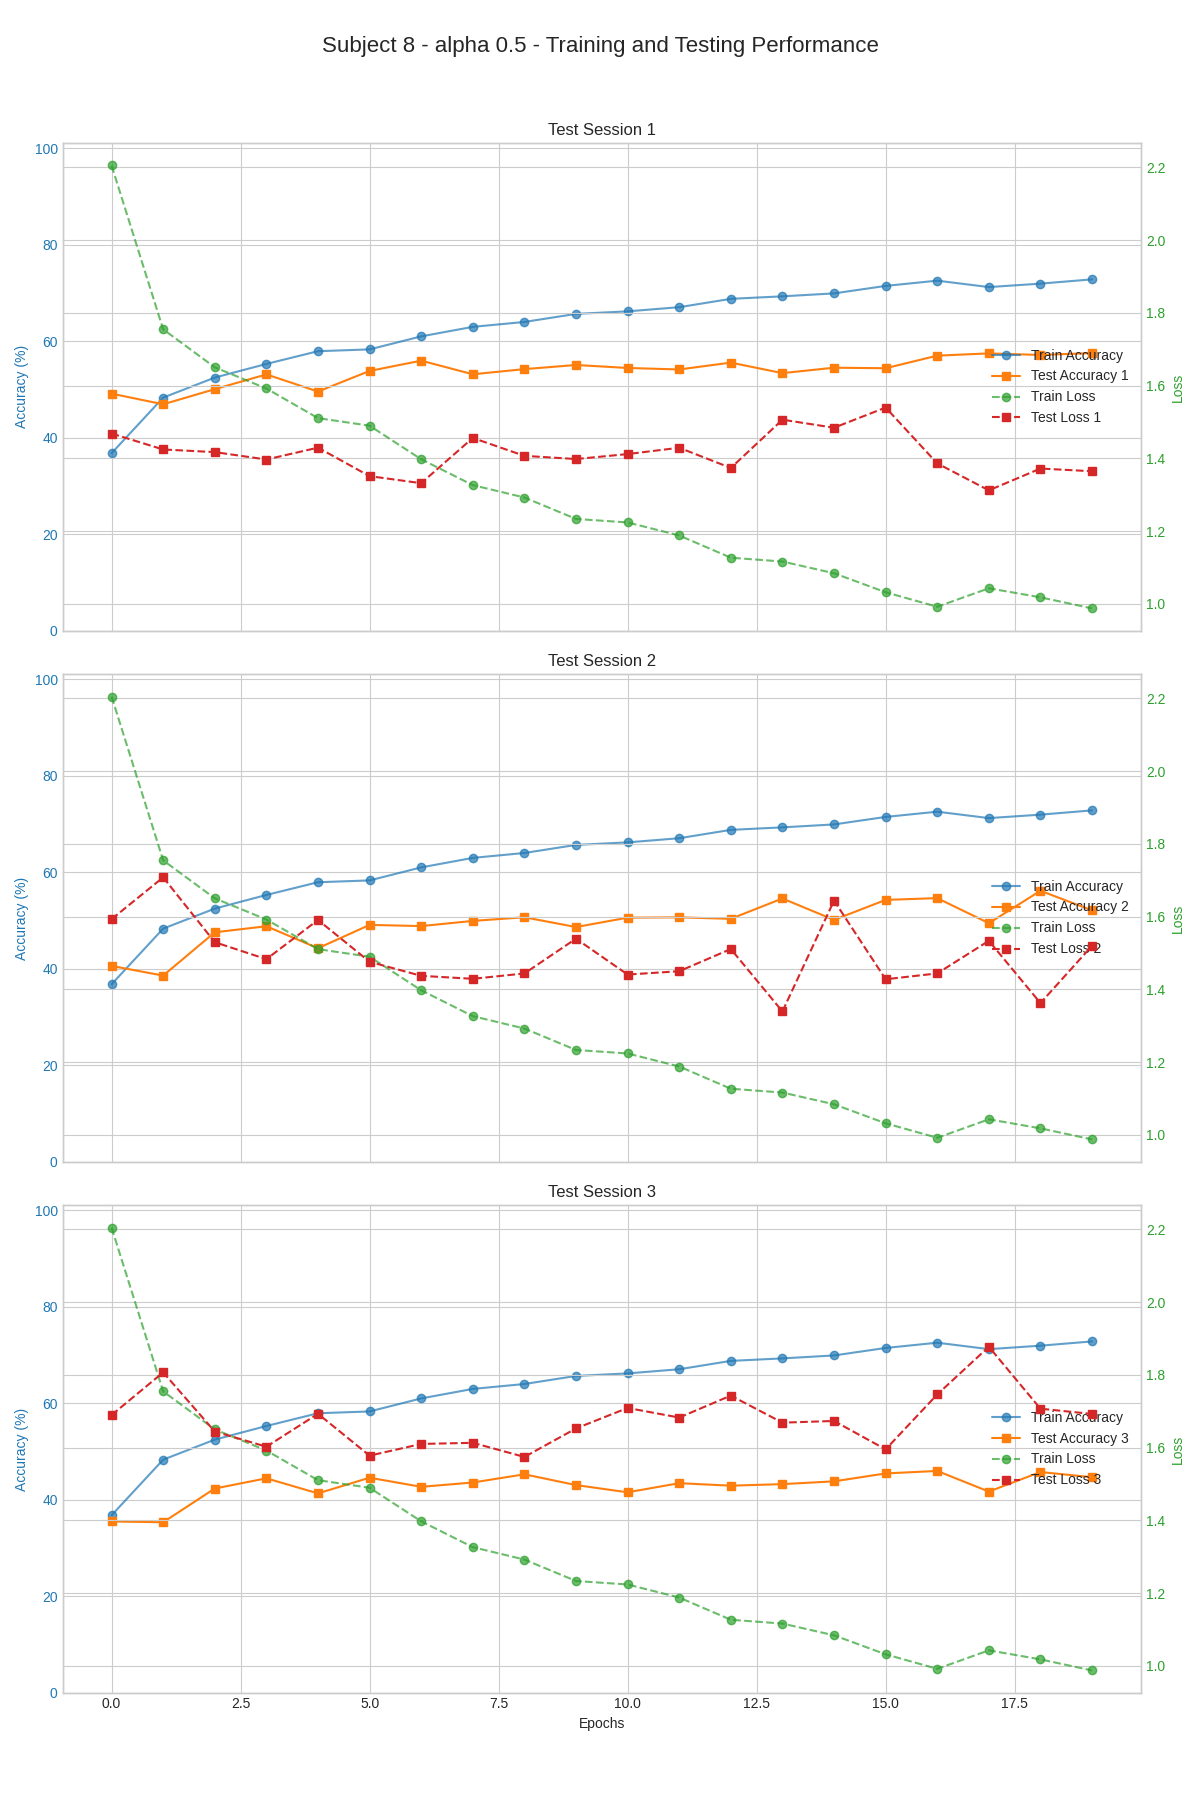 Subject 8 - alpha 0.5 - Training and Testing Performance
Test Session 1
100
80
60
40
20
0
Accuracy (%)
2.2
2.0
1.8
1.6
1.4
1.2
1.0
Loss
Train Accuracy
Test Accuracy 1
Train Loss
Test Loss 1
Test Session 2
100
80
60
40
20
0
Accuracy (%)
2.2
2.0
1.8
1.6
1.4
1.2
1.0
Loss
Train Accuracy
Test Accuracy 2
Train Loss
Test Loss 2
Test Session 3
100
80
60
40
20
0
Accuracy (%)
2.2
2.0
1.8
1.6
1.4
1.2
1.0
Loss
Train Accuracy
Test Accuracy 3
Train Loss
Test Loss 3
0.0 2.5 5.0 7.5 10.0 12.5 15.0 17.5
Epochs